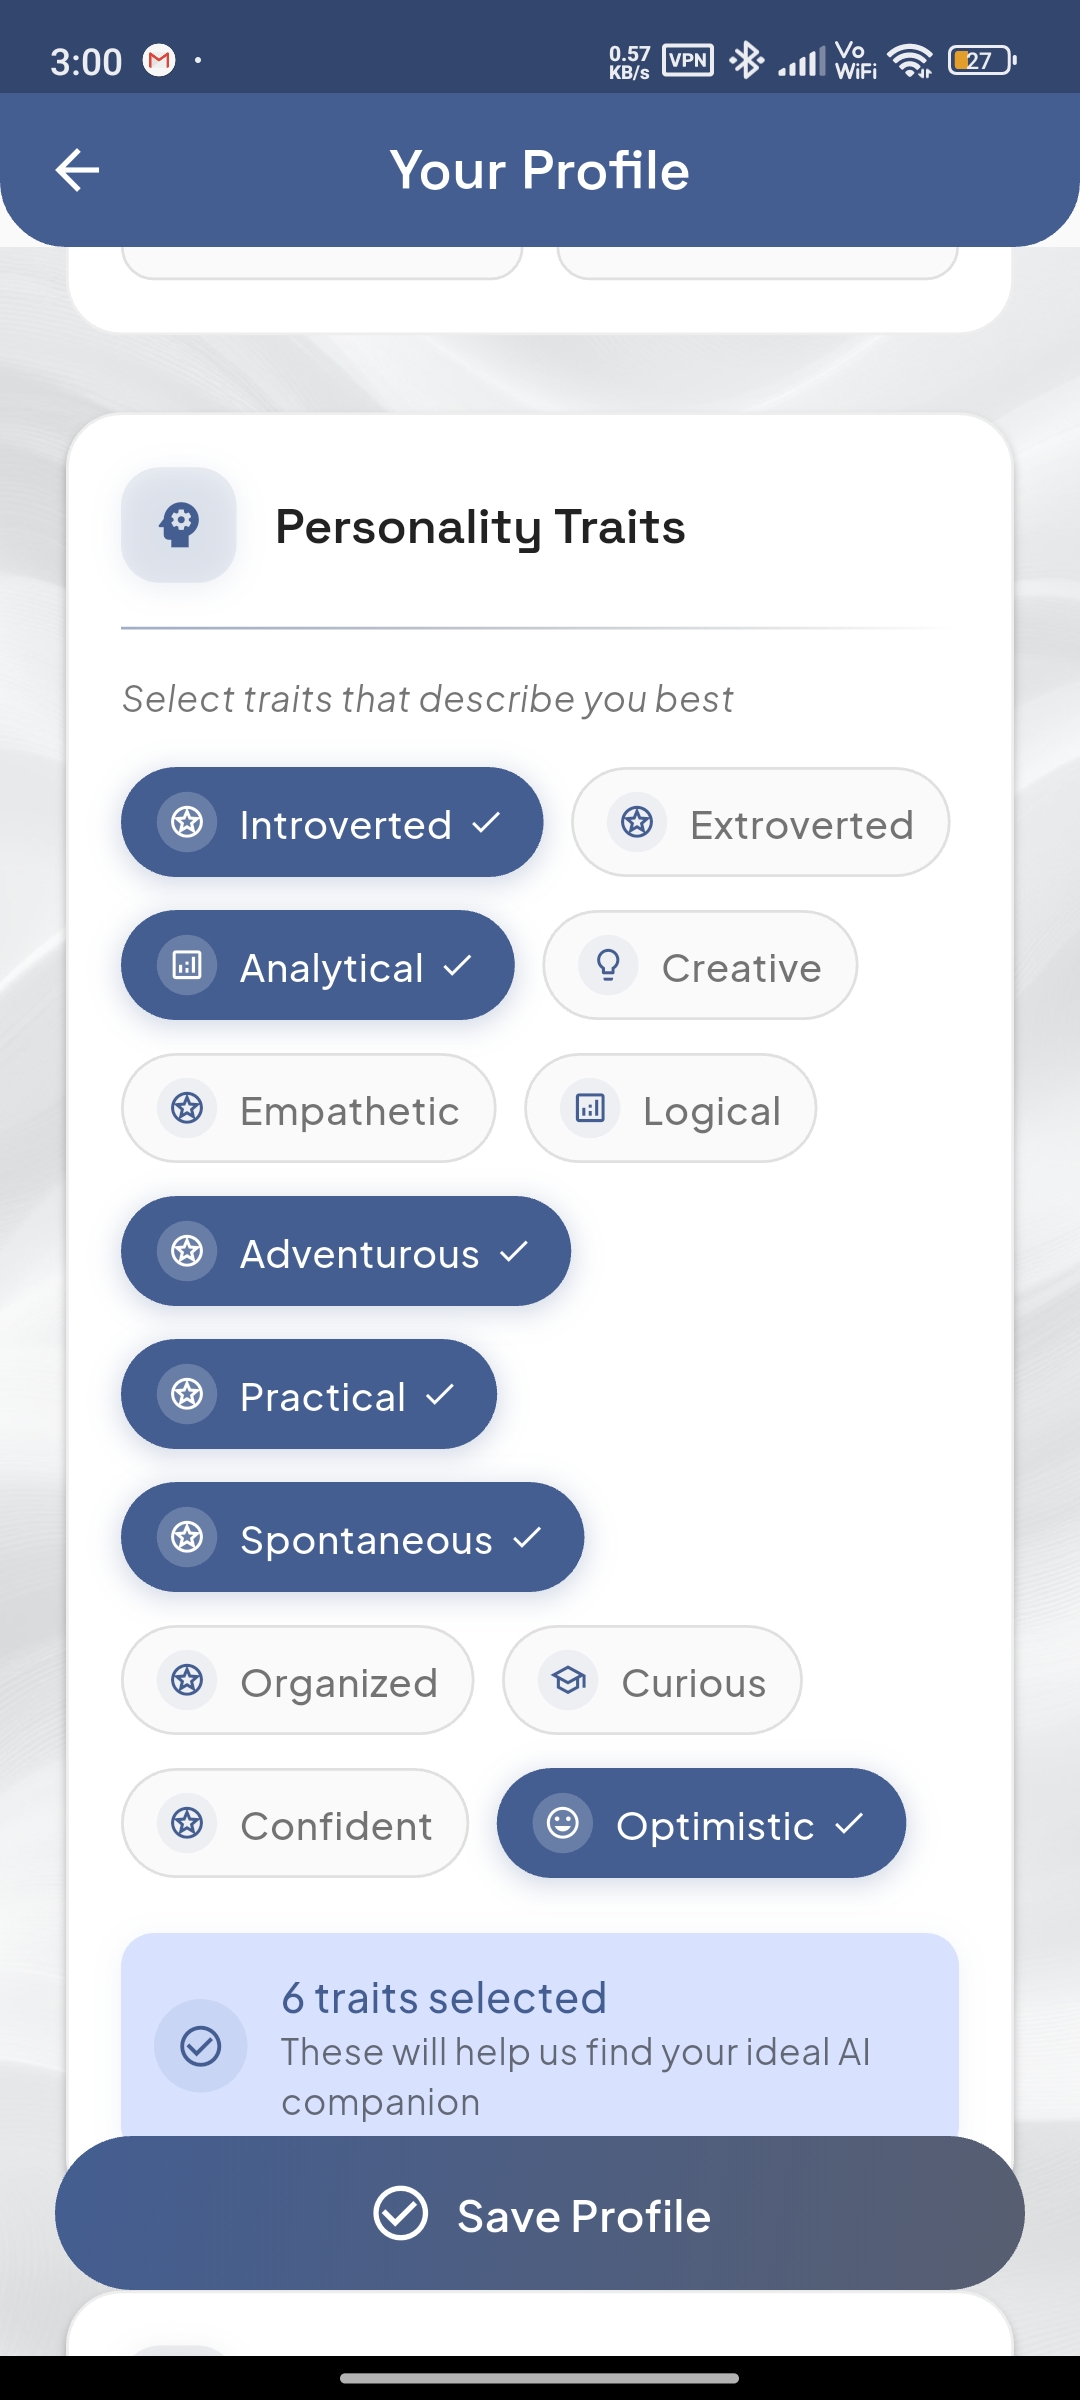 3:00 0.57 KB/s VPN Vo WiFi 27
Your Profile
Personality Traits
Select traits that describe you best
Introverted Extroverted
Analytical Creative
Empathetic Logical
Adventurous
Practical
Spontaneous
Organized Curious
Confident Optimistic
6 traits selected
These will help us find your ideal AI
companion
Save Profile